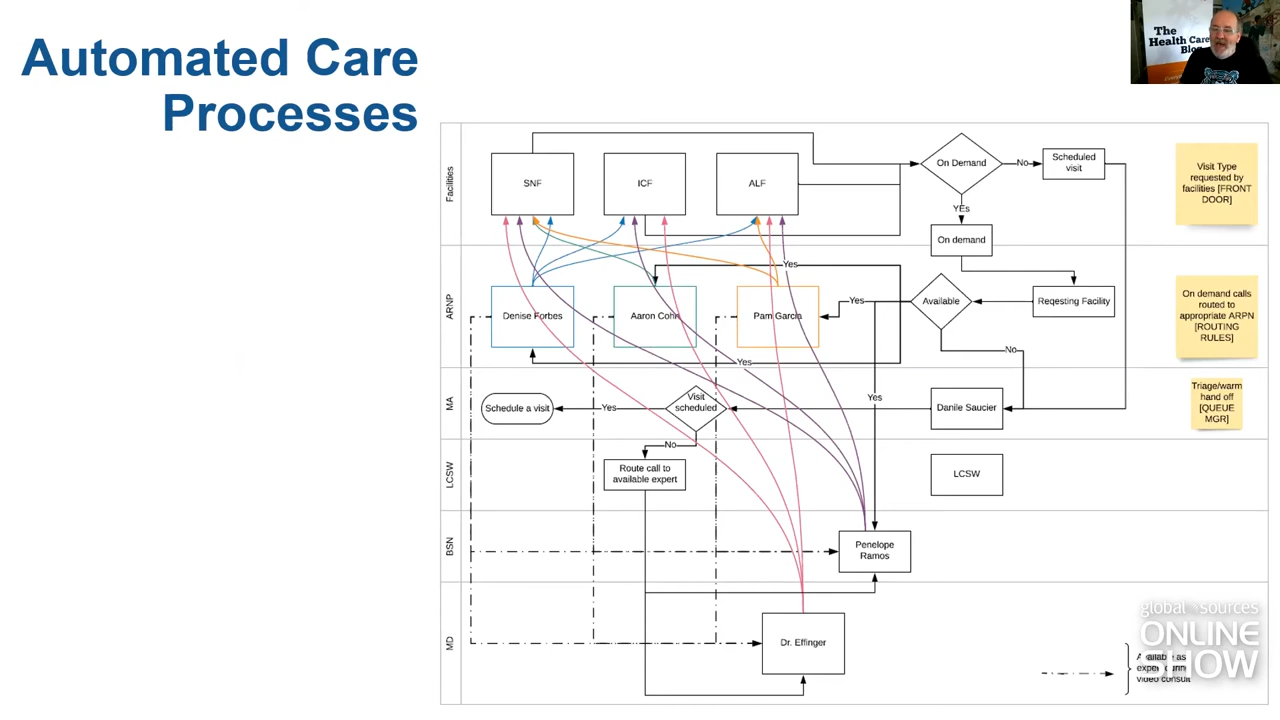 Automated Care
Processes
The
Health Care
Blog
Facilities
SNF
ICF
ALF
On Demand
No
Scheduled
visit
YEs
On demand
Visit Type
requested by
facilities [FRONT
DOOR]
ARNP
Denise Forbes
Aaron Cohn
Pam Garcia
Yes
Yes
Yes
Available
Reqesting Facility
No
On demand calls
routed to
appropriate ARPN
[ROUTING
RULES]
MA
Schedule a visit
Yes
Visit
scheduled
No
Yes
Danile Saucier
Triage/warm
hand off
[QUEUE
MGR]
LCSW
Route call to
available expert
LCSW
BSN
Penelope
Ramos
MD
Dr. Effinger
Available as
video consult
global sources
ONLINE
SHOW